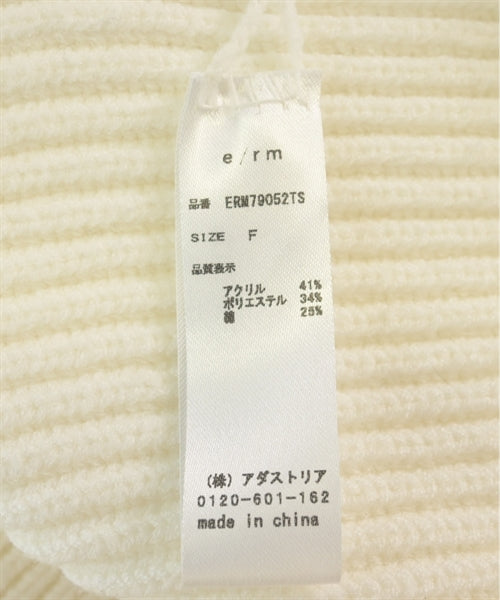 e/rm
品番 ERM79052TS
SIZE F
品質表示
アクリル 41%
ポリエステル 34%
綿 25%
(株) アダストリア
0120-601-162
made in china